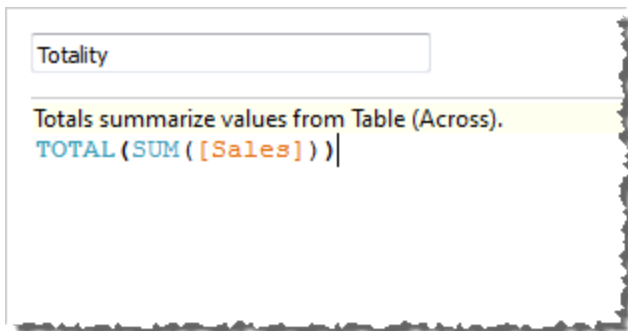 Totality
Totals summarize values from Table (Across).
TOTAL(SUM([Sales]))